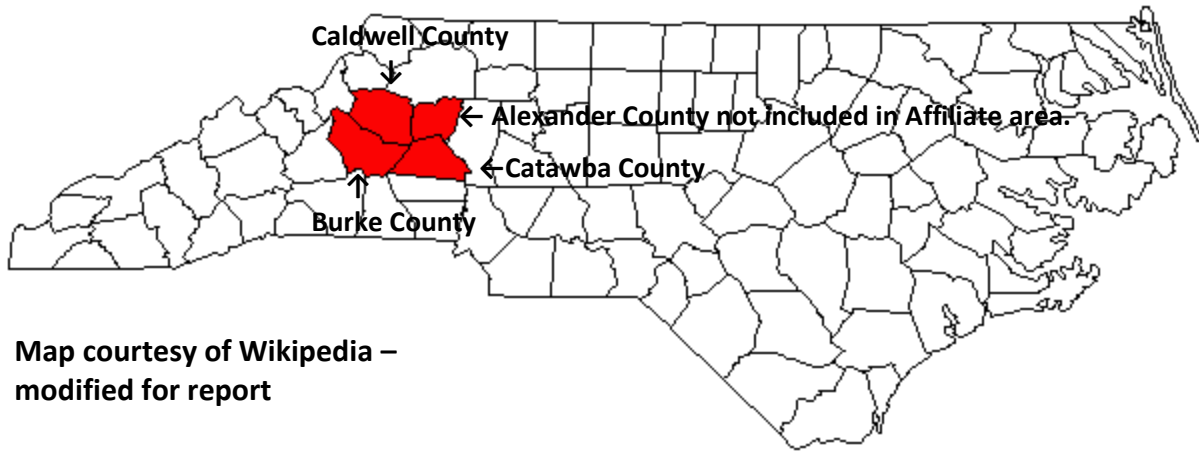 Caldwell County
← Alexander County not included in Affiliate area.
←Catawba County
Burke County
Map courtesy of Wikipedia –
modified for report